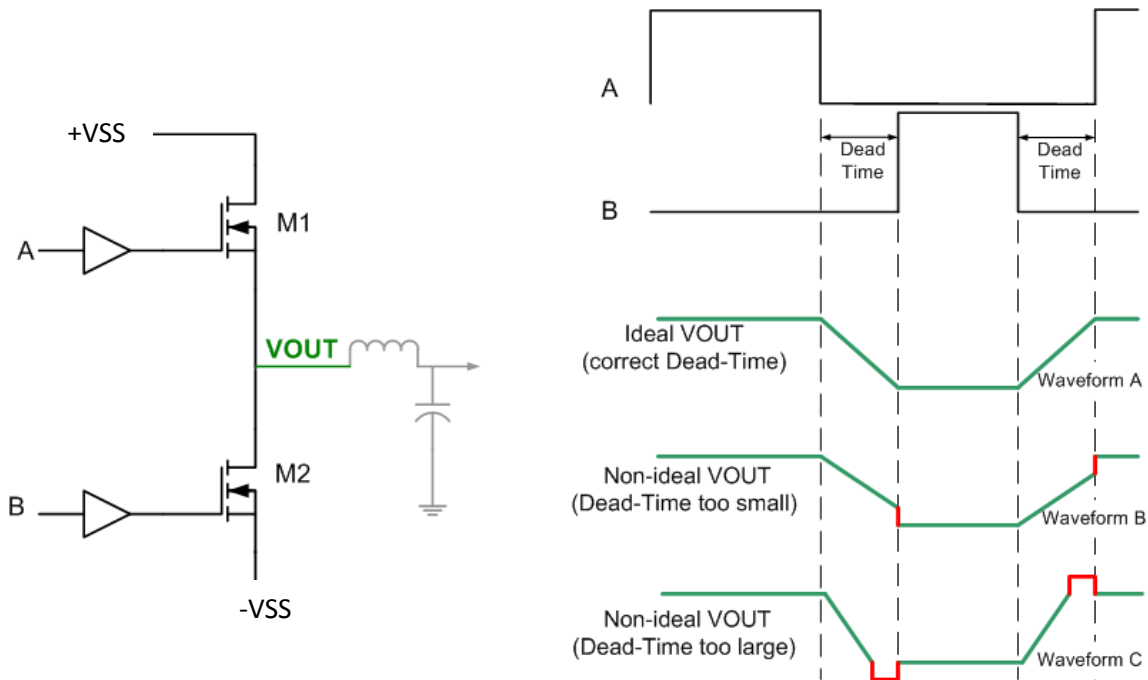 +VSS
A
M1
VOUT
B
M2
-VSS
A
Dead
Time
Dead
Time
B
Ideal VOUT
(correct Dead-Time)
Waveform A
Non-ideal VOUT
(Dead-Time too small)
Waveform B
Non-ideal VOUT
(Dead-Time too large)
Waveform C